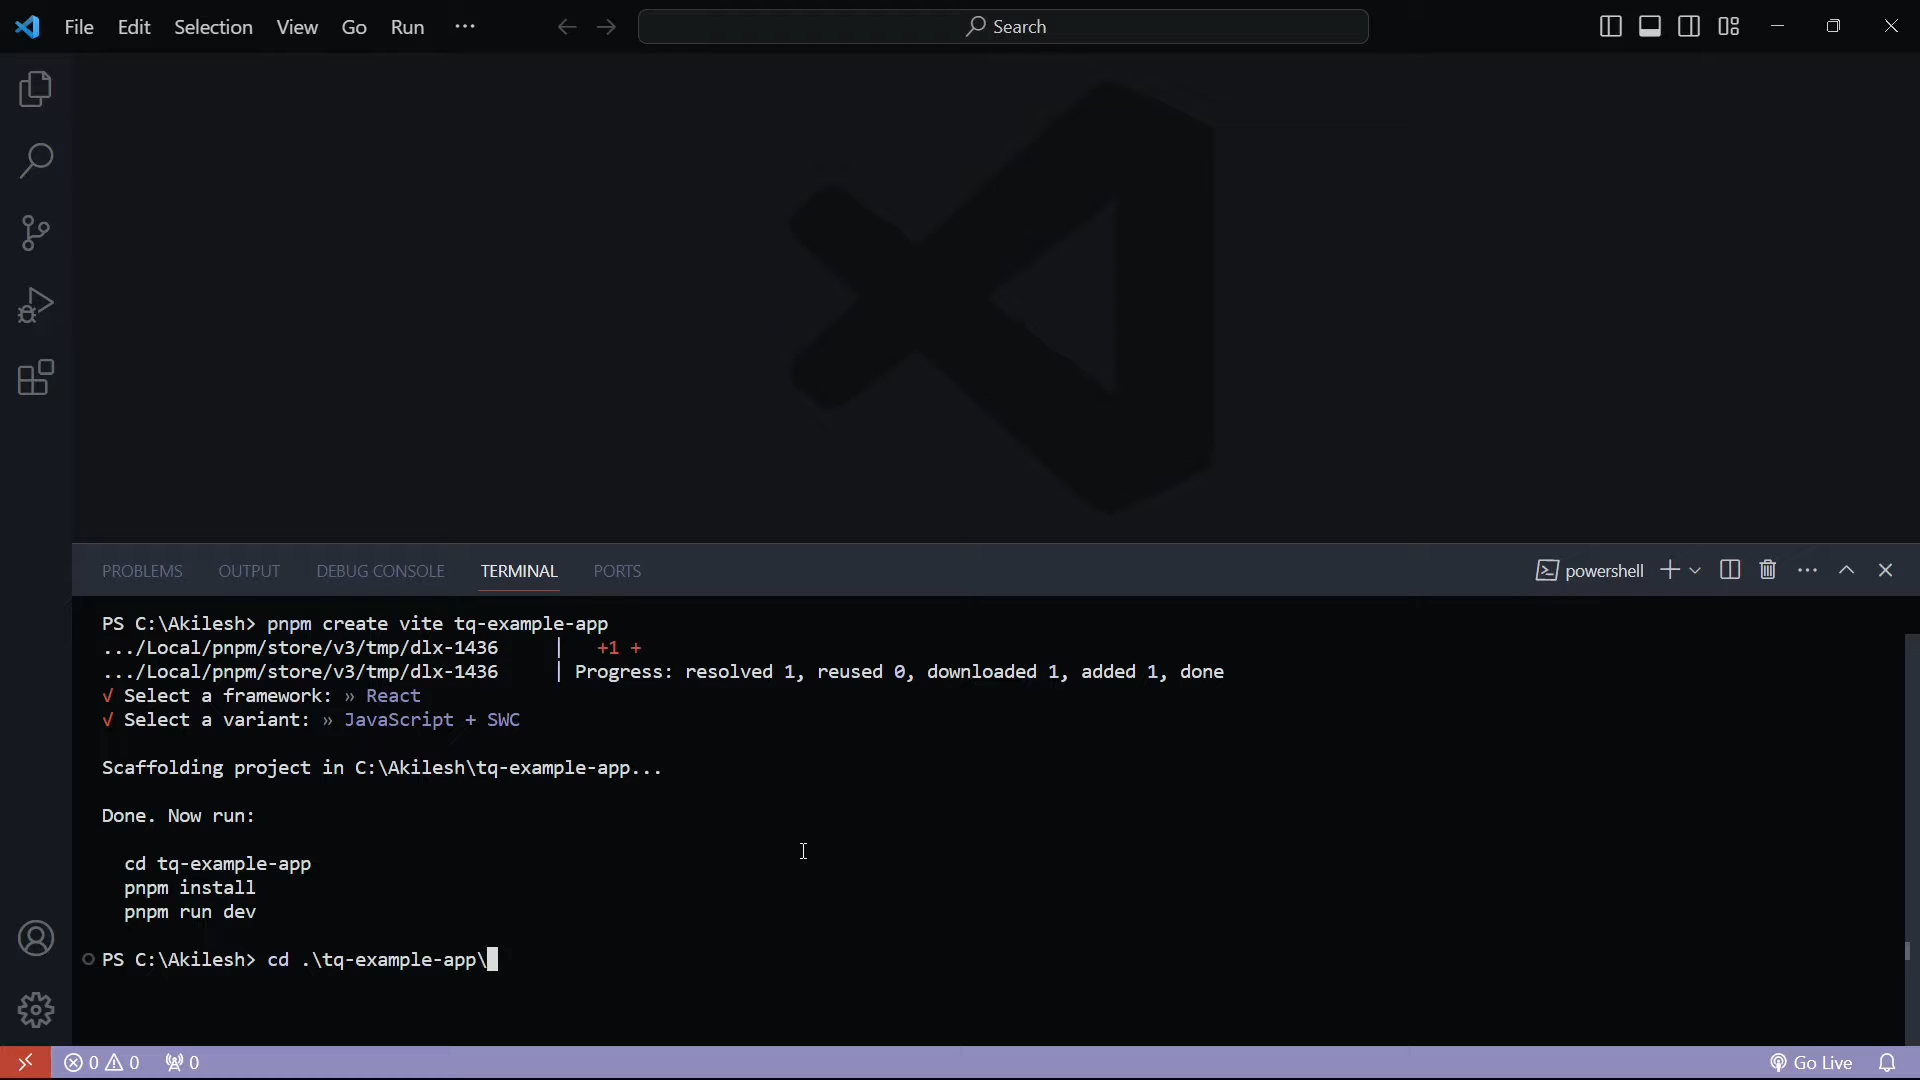 File Edit Selection View Go Run ··· Search
PROBLEMS OUTPUT DEBUG CONSOLE TERMINAL PORTS powershell
PS C:\Akilesh> pnpm create vite tq-example-app
.../Local/pnpm/store/v3/tmp/dlx-1436 | +1 +
.../Local/pnpm/store/v3/tmp/dlx-1436 | Progress: resolved 1, reused 0, downloaded 1, added 1, done
√ Select a framework: » React
√ Select a variant: » JavaScript + SWC
Scaffolding project in C:\Akilesh\tq-example-app...
Done. Now run:
cd tq-example-app
pnpm install
pnpm run dev
PS C:\Akilesh> cd .\tq-example-app\
0 0 0 Go Live